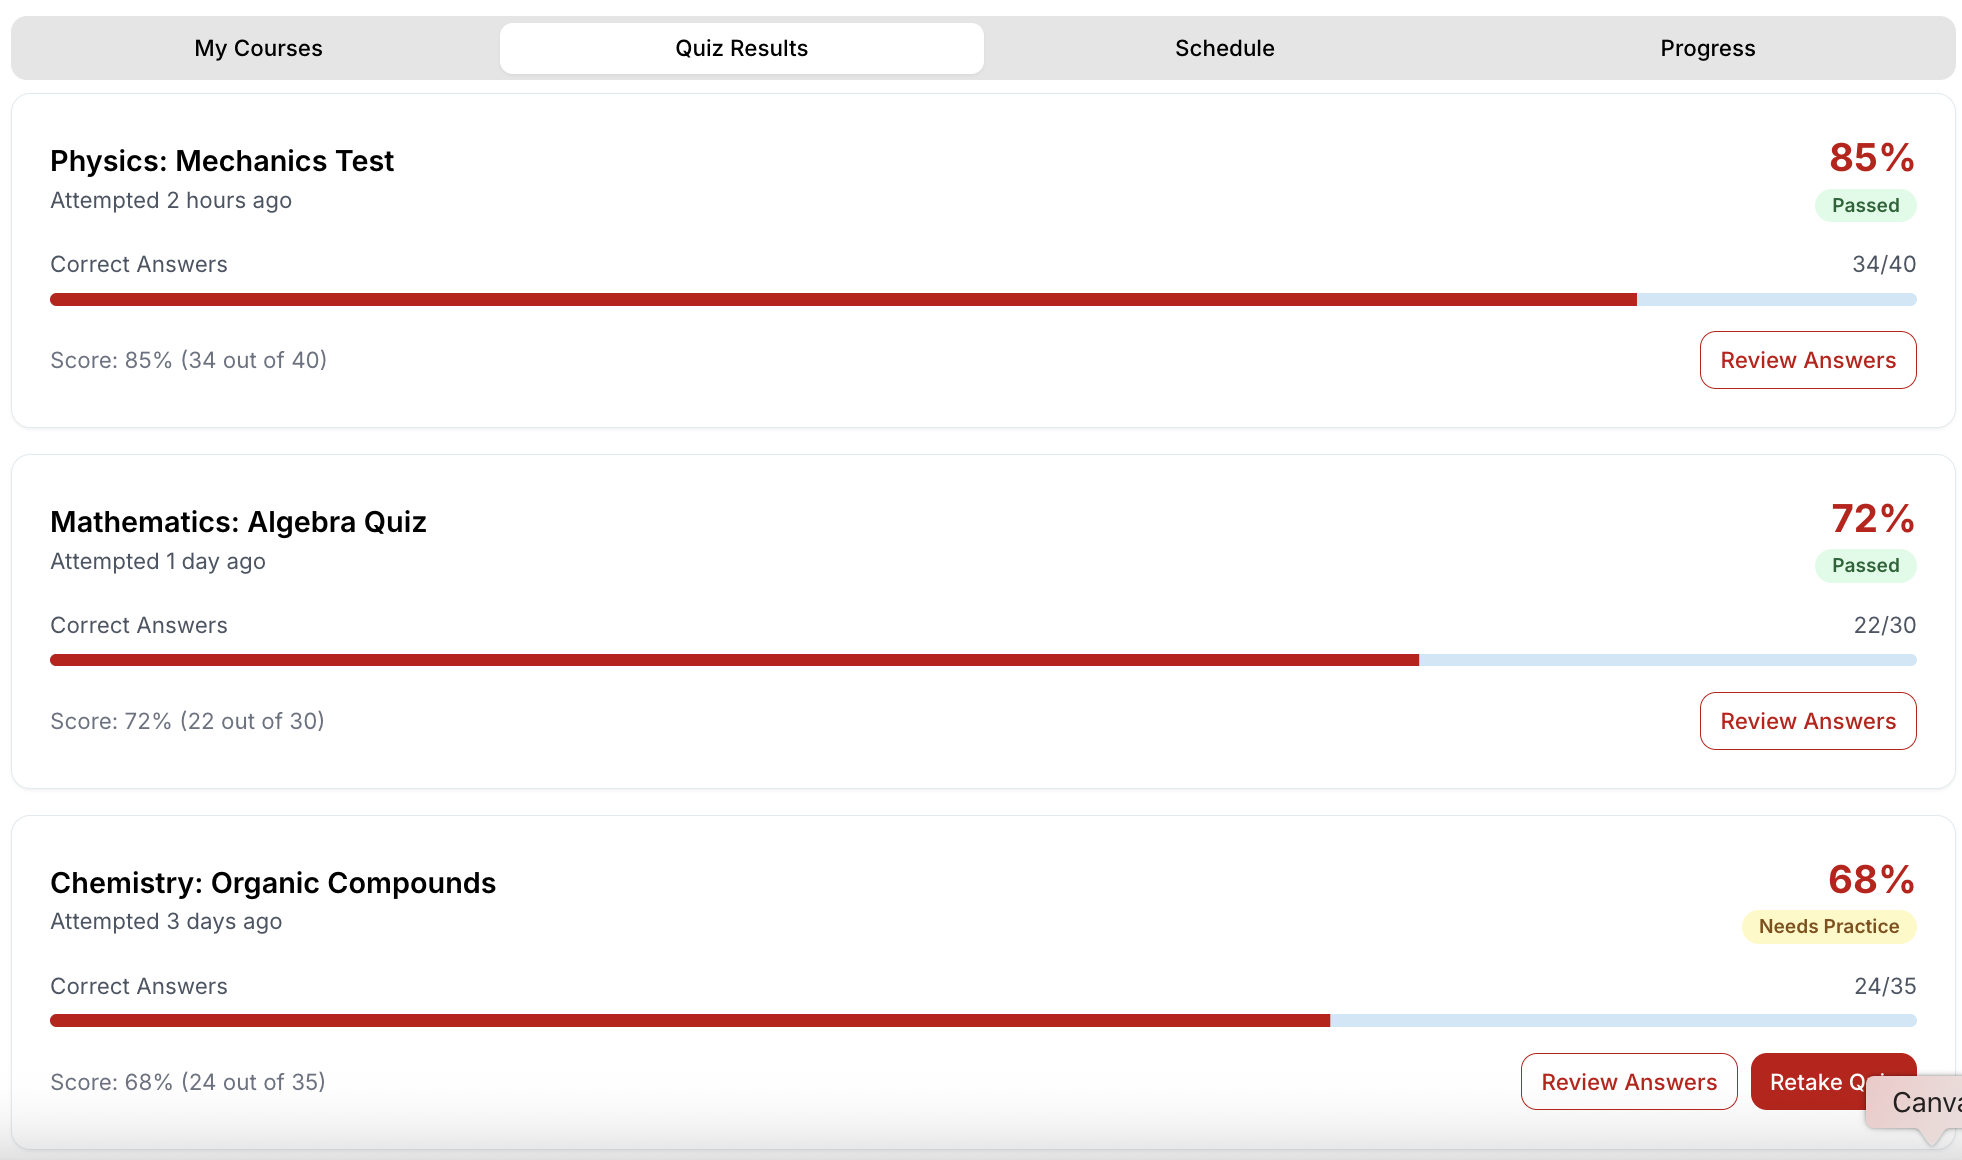 My Courses
Quiz Results
Schedule
Progress
Physics: Mechanics Test
85%
Attempted 2 hours ago
Passed
Correct Answers
34/40
Score: 85% (34 out of 40)
Review Answers
Mathematics: Algebra Quiz
72%
Attempted 1 day ago
Passed
Correct Answers
22/30
Score: 72% (22 out of 30)
Review Answers
Chemistry: Organic Compounds
68%
Attempted 3 days ago
Needs Practice
Correct Answers
24/35
Score: 68% (24 out of 35)
Review Answers
Retake